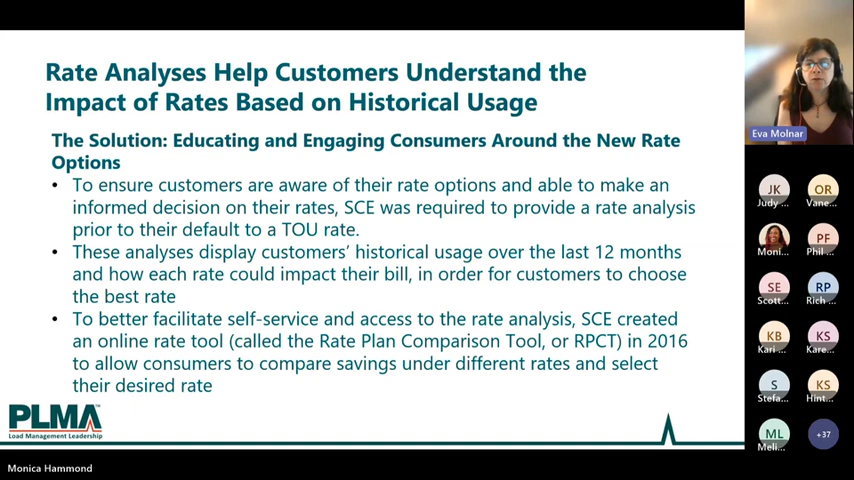 Rate Analyses Help Customers Understand the
Impact of Rates Based on Historical Usage
The Solution: Educating and Engaging Consumers Around the New Rate
Options
• To ensure customers are aware of their rate options and able to make an
informed decision on their rates, SCE was required to provide a rate analysis
prior to their default to a TOU rate.
• These analyses display customers’ historical usage over the last 12 months
and how each rate could impact their bill, in order for customers to choose
the best rate
• To better facilitate self-service and access to the rate analysis, SCE created
an online rate tool (called the Rate Plan Comparison Tool, or RPCT) in 2016
to allow consumers to compare savings under different rates and select
their desired rate
PLMA
Load Management Leadership
Monica Hammond
Eva Molnar
JK
Judy ...
OR
Vane...
Moni...
PF
Phil ...
SE
Scott...
RP
Rich ...
KB
Kari ...
KS
Kare...
S
Stefa...
KS
Hint...
ML
Meli...
+37